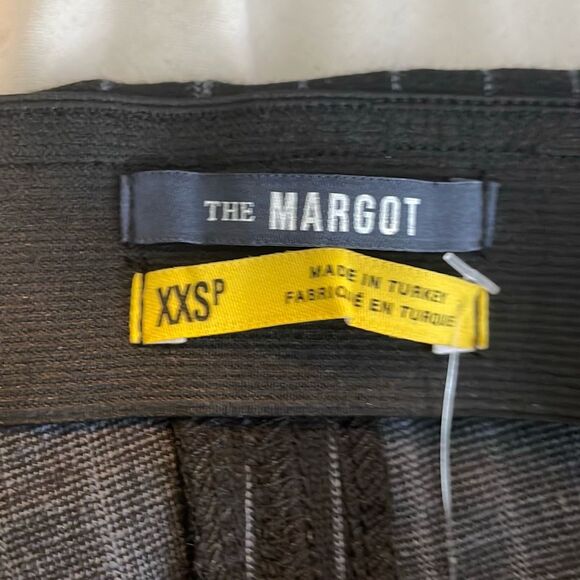 THE MARGOT
XXSP
MADE IN TURKEY
FABRIQUÉ EN TURQUIE